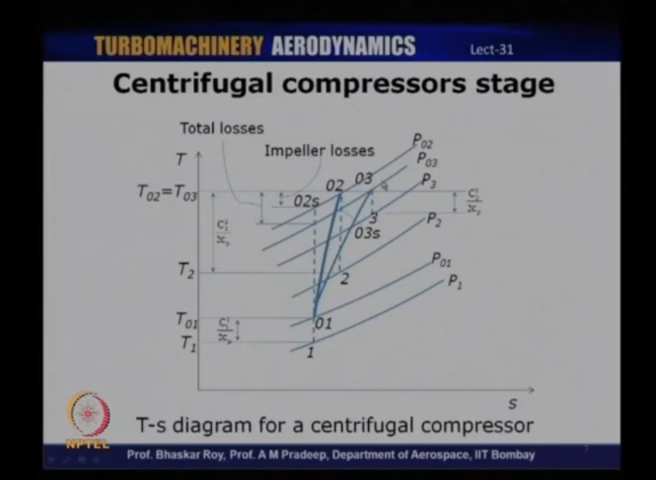 TURBOMACHINERY AERODYNAMICS
Lect-31
Centrifugal compressors stage
Total losses
Impeller losses
T
P02
P03
P3
P2
P01
P1
T02=T03
T2
T01
T1
02s
02
03
3
03s
2
01
1
s
NPTEL
T-s diagram for a centrifugal compressor
Prof. Bhaskar Roy, Prof. A M Pradeep, Department of Aerospace, IIT Bombay